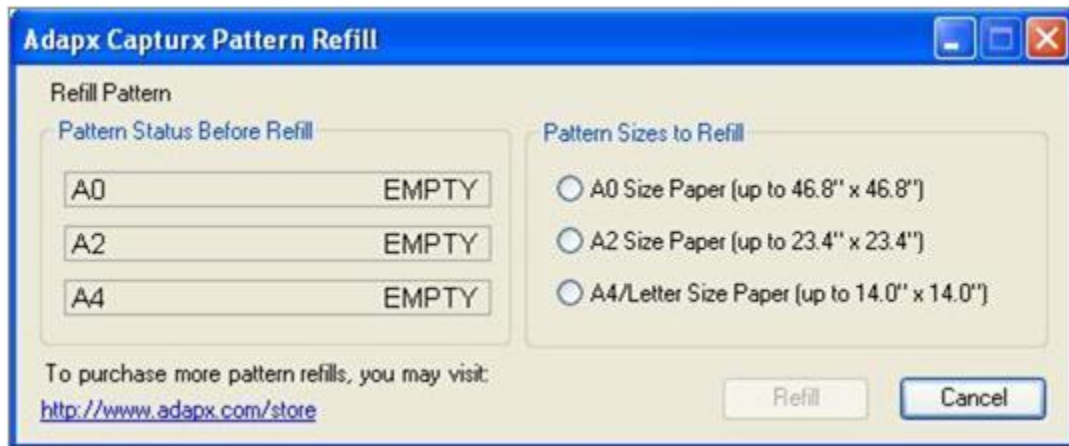 Adapx Capturx Pattern Refill
Refill Pattern
Pattern Status Before Refill
A0 EMPTY
A2 EMPTY
A4 EMPTY
Pattern Sizes to Refill
A0 Size Paper (up to 46.8" x 46.8")
A2 Size Paper (up to 23.4" x 23.4")
A4/Letter Size Paper (up to 14.0" x 14.0")
To purchase more pattern refills, you may visit:
http://www.adapx.com/store
Refill
Cancel